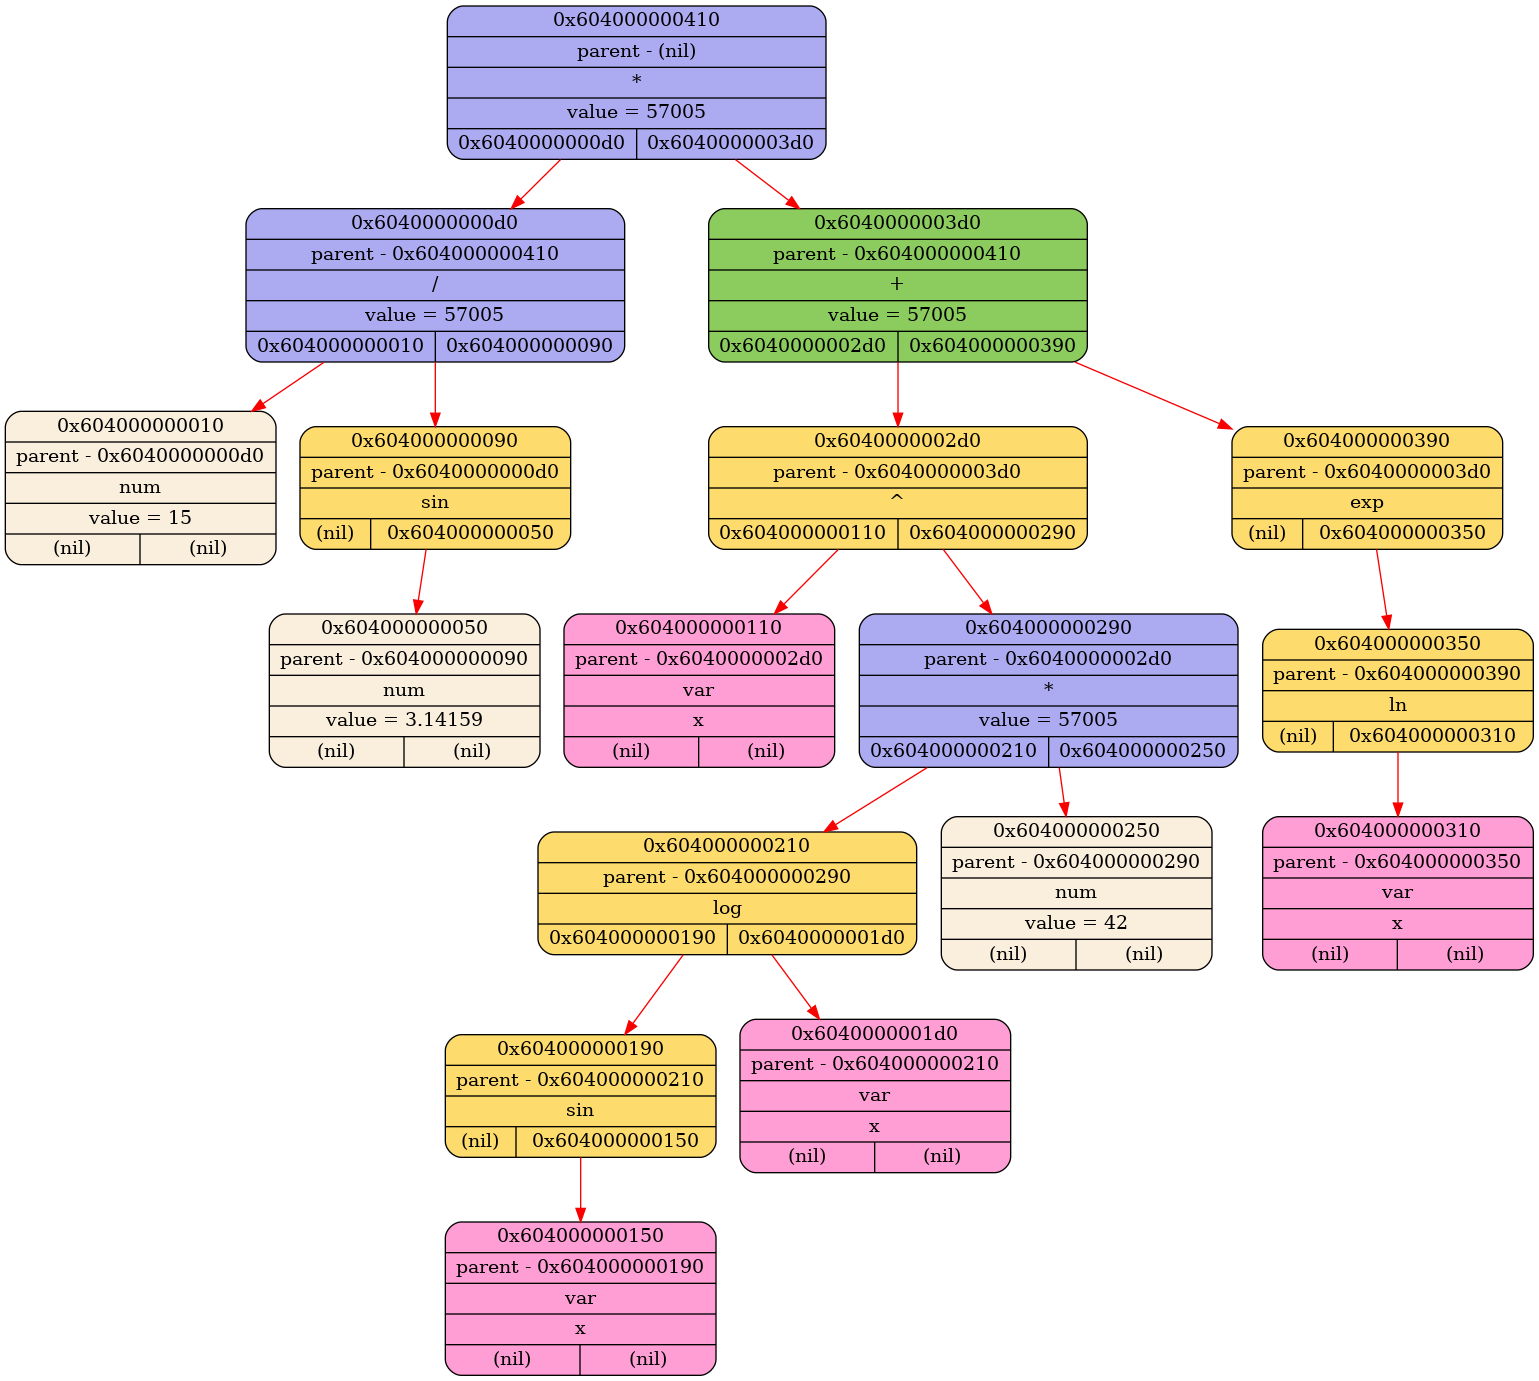 0x604000000410
parent - (nil)
*
value = 57005
0x6040000000d0 0x6040000003d0
0x6040000000d0
parent - 0x604000000410
/
value = 57005
0x604000000010 0x604000000090
0x6040000003d0
parent - 0x604000000410
+
value = 57005
0x6040000002d0 0x604000000390
0x604000000010
parent - 0x6040000000d0
num
value = 15
(nil) (nil)
0x604000000090
parent - 0x6040000000d0
sin
(nil) 0x604000000050
0x6040000002d0
parent - 0x6040000003d0
^
0x604000000110 0x604000000290
0x604000000390
parent - 0x6040000003d0
exp
(nil) 0x604000000350
0x604000000050
parent - 0x604000000090
num
value = 3.14159
(nil) (nil)
0x604000000110
parent - 0x6040000002d0
var
x
(nil) (nil)
0x604000000290
parent - 0x6040000002d0
*
value = 57005
0x604000000210 0x604000000250
0x604000000350
parent - 0x604000000390
ln
(nil) 0x604000000310
0x604000000210
parent - 0x604000000290
log
0x604000000190 0x6040000001d0
0x604000000250
parent - 0x604000000290
num
value = 42
(nil) (nil)
0x604000000310
parent - 0x604000000350
var
x
(nil) (nil)
0x604000000190
parent - 0x604000000210
sin
(nil) 0x604000000150
0x6040000001d0
parent - 0x604000000210
var
x
(nil) (nil)
0x604000000150
parent - 0x604000000190
var
x
(nil) (nil)